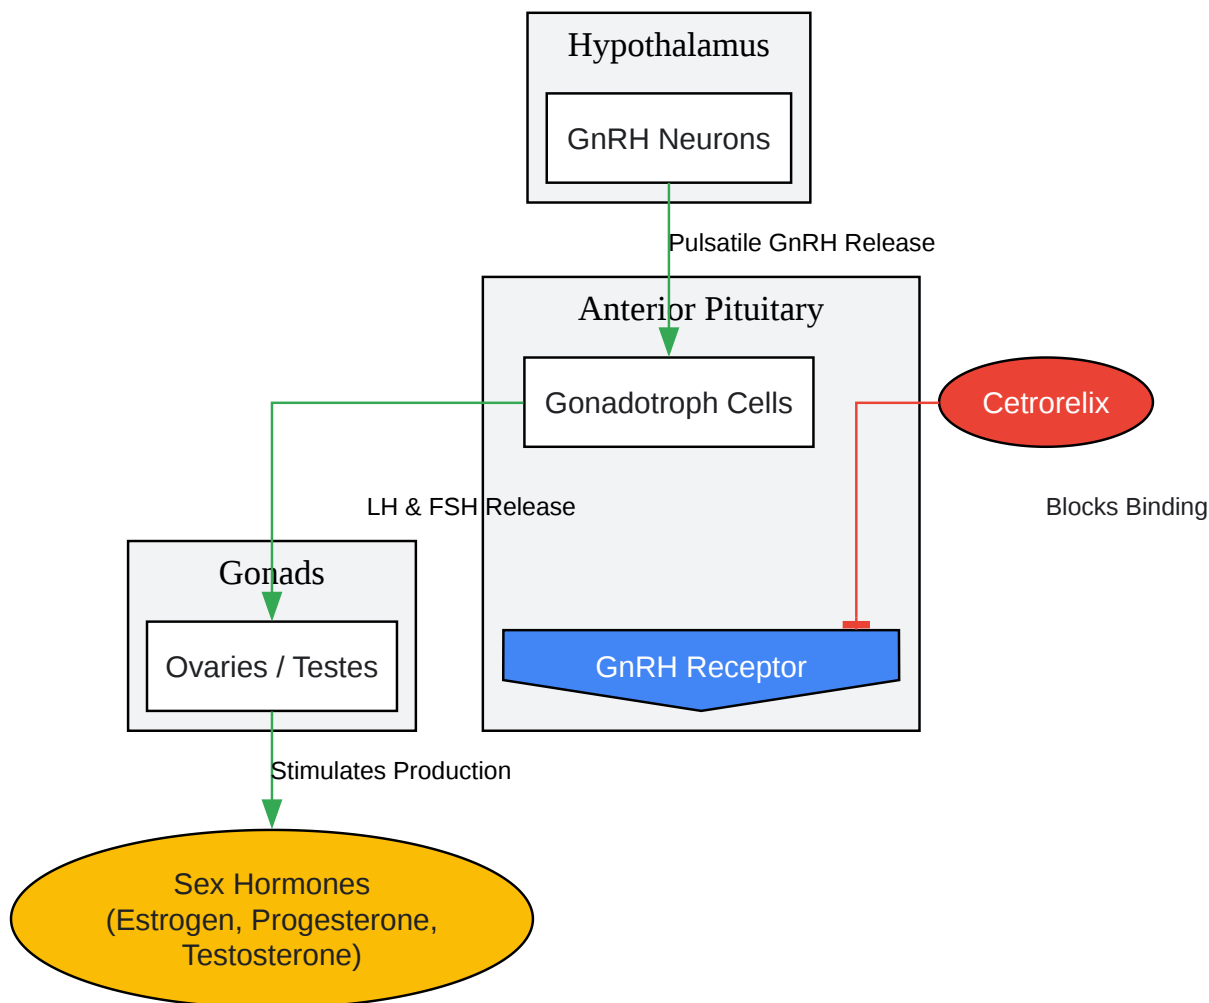 Hypothalamus
GnRH Neurons
Pulsatile GnRH Release
Anterior Pituitary
Gonadotroph Cells
Cetrorelix
LH & FSH Release
Blocks Binding
Gonads
Ovaries / Testes
GnRH Receptor
Stimulates Production
Sex Hormones
(Estrogen, Progesterone,
Testosterone)